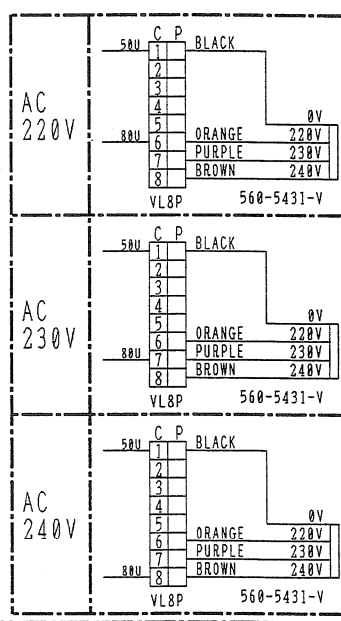 AC
220V
C P
50U 1 BLACK
2
3
4
5 0V
80U 6 ORANGE 220V
7 PURPLE 230V
8 BROWN 240V
VL8P 560-5431-V
AC
230V
C P
50U 1 BLACK
2
3
4
5 0V
6 ORANGE 220V
80U 7 PURPLE 230V
8 BROWN 240V
VL8P 560-5431-V
AC
240V
C P
50U 1 BLACK
2
3
4
5 0V
6 ORANGE 220V
7 PURPLE 230V
80U 8 BROWN 240V
VL8P 560-5431-V